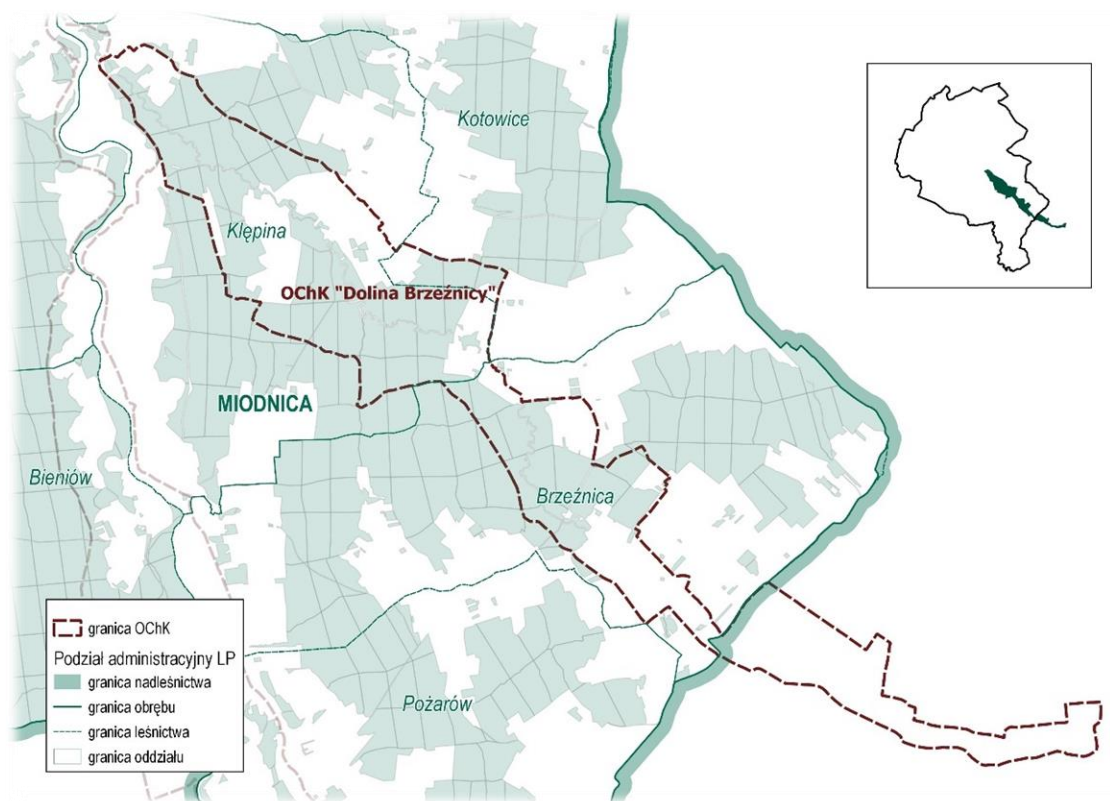 Kotowice
Klępina
OChK "Dolina Brzeźnicy"
MIODNICA
Bieniów
Brzeźnica
Pożarów
granica OChK
Podział administracyjny LP
granica nadleśnictwa
granica obrębu
granica leśnictwa
granica oddziału